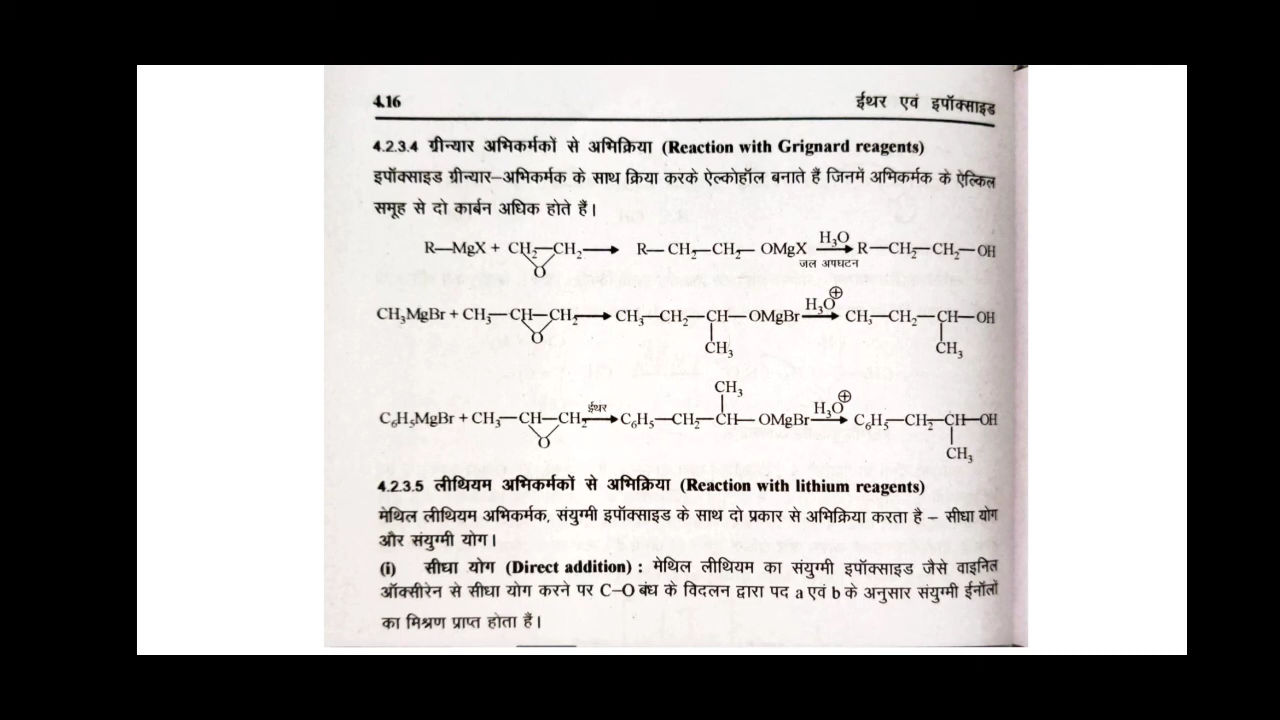 4.16 ईथर एवं इपॉक्साइड
4.2.3.4 ग्रीन्यार अभिकर्मकों से अभिक्रिया (Reaction with Grignard reagents)
इपॉक्साइड ग्रीन्यार–अभिकर्मक के साथ क्रिया करके ऐल्कोहॉल बनाते हैं जिनमें अभिकर्मक के ऐल्किल
समूह से दो कार्बन अधिक होते हैं।
R—MgX + CH₂—CH₂ ⟶ R—CH₂—CH₂—OMgX H₃O ⟶ R—CH₂—CH₂—OH
O जल अपघटन
CH₃MgBr + CH₃—CH—CH₂ ⟶ CH₃—CH₂—CH—OMgBr H₃O⊕ ⟶ CH₃—CH₂—CH—OH
O CH₃ CH₃
CH₃
C₆H₅MgBr + CH₃—CH—CH₂ ईथर ⟶ C₆H₅—CH₂—CH—OMgBr H₃O⊕ ⟶ C₆H₅—CH₂—CH—OH
O CH₃
4.2.3.5 लीथियम अभिकर्मकों से अभिक्रिया (Reaction with lithium reagents)
मेथिल लीथियम अभिकर्मक, संयुग्मी इपॉक्साइड के साथ दो प्रकार से अभिक्रिया करता है – सीधा योग
और संयुग्मी योग।
(i) सीधा योग (Direct addition) : मेथिल लीथियम का संयुग्मी इपॉक्साइड जैसे वाइनिल
ऑक्सीरेन से सीधा योग करने पर C–O बंध के विदलन द्वारा पद a एवं b के अनुसार संयुग्मी ईनॉलों
का मिश्रण प्राप्त होता हैं।